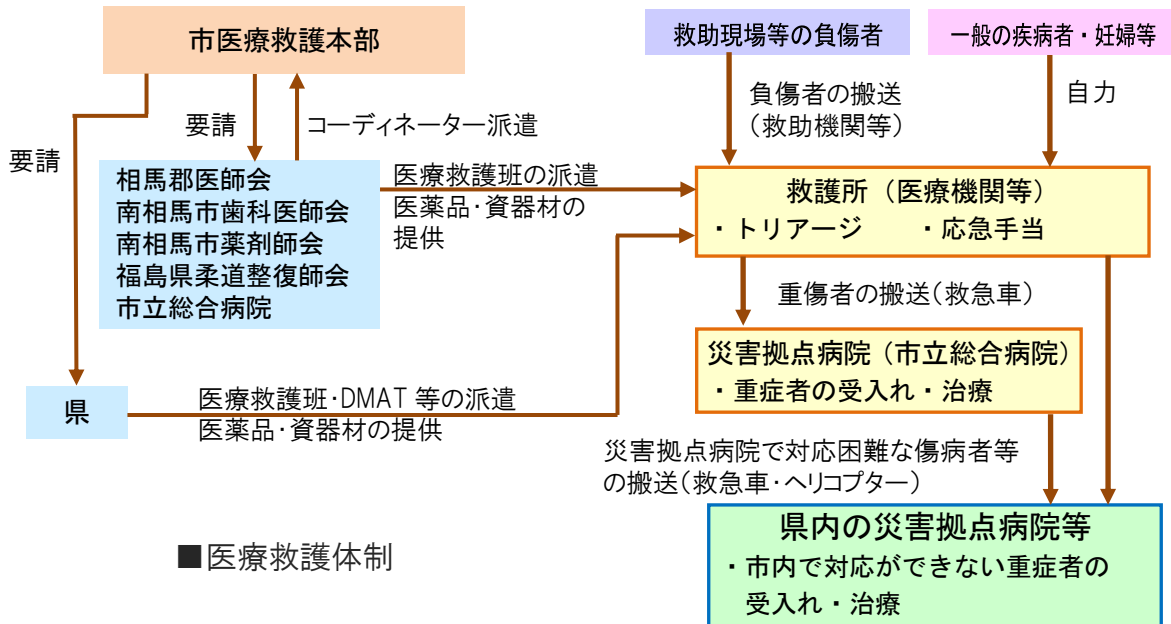 市医療救護本部
救助現場等の負傷者
一般の疾病者・妊婦等
要請
要請
コーディネーター派遣
負傷者の搬送
(救助機関等)
自力
相馬郡医師会
南相馬市歯科医師会
南相馬市薬剤師会
福島県柔道整復師会
市立総合病院
医療救護班の派遣
医薬品・資器材の
提供
救護所（医療機関等）
・トリアージ　　・応急手当
重傷者の搬送(救急車)
災害拠点病院（市立総合病院）
・重症者の受入れ・治療
県
医療救護班・DMAT 等の派遣
医薬品・資器材の提供
災害拠点病院で対応困難な傷病者等
の搬送(救急車・ヘリコプター)
県内の災害拠点病院等
・市内で対応ができない重症者の
受入れ・治療
■医療救護体制